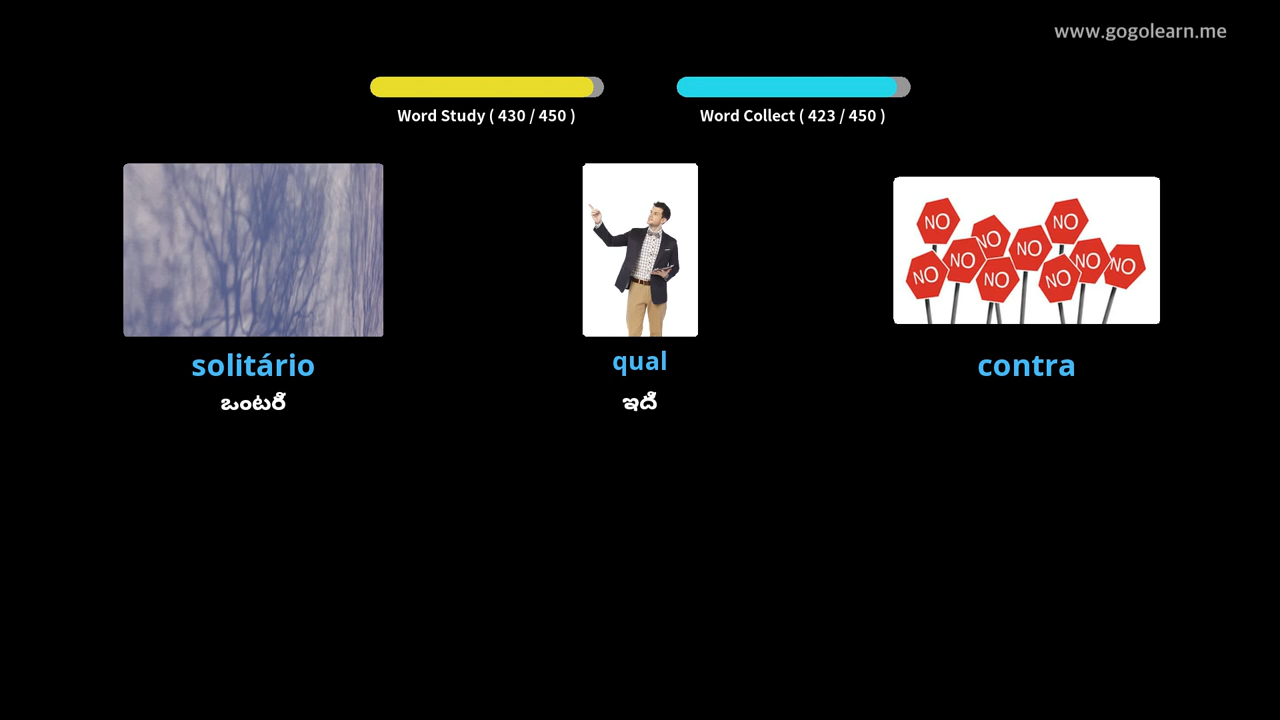 www.gogolearn.me
Word Study ( 430 / 450 )
Word Collect ( 423 / 450 )
NO
NO
NO
NO
NO
NO
NO
NO
NO
NO
solitário
qual
contra
ఒంటరి
ఇది